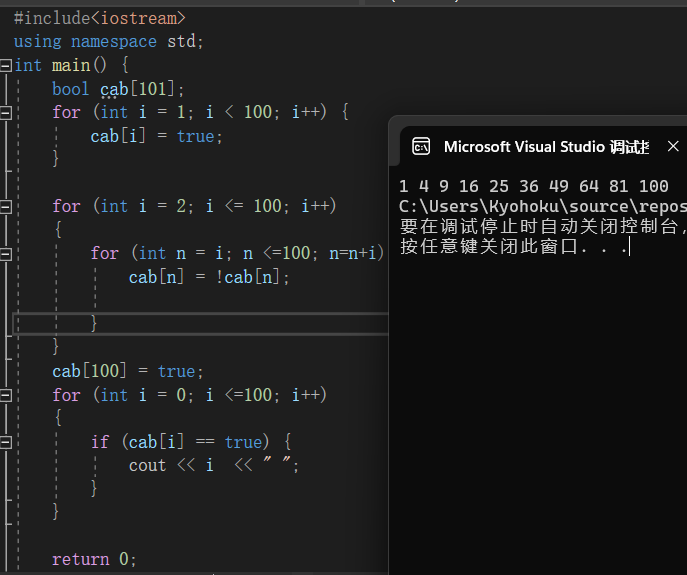 #include<iostream>
using namespace std;
int main() {
bool cab[101];
for (int i = 1; i < 100; i++) {
cab[i] = true;
}
for (int i = 2; i <= 100; i++)
{
for (int n = i; n <=100; n=n+i)
cab[n] = !cab[n];
}
}
cab[100] = true;
for (int i = 0; i <=100; i++)
{
if (cab[i] == true) {
cout << i  << " ";
}
}
return 0;
Microsoft Visual Studio 调试
1 4 9 16 25 36 49 64 81 100
C:\Users\Kyohoku\source\repos
要在调试停止时自动关闭控制台,
按任意键关闭此窗口. . .